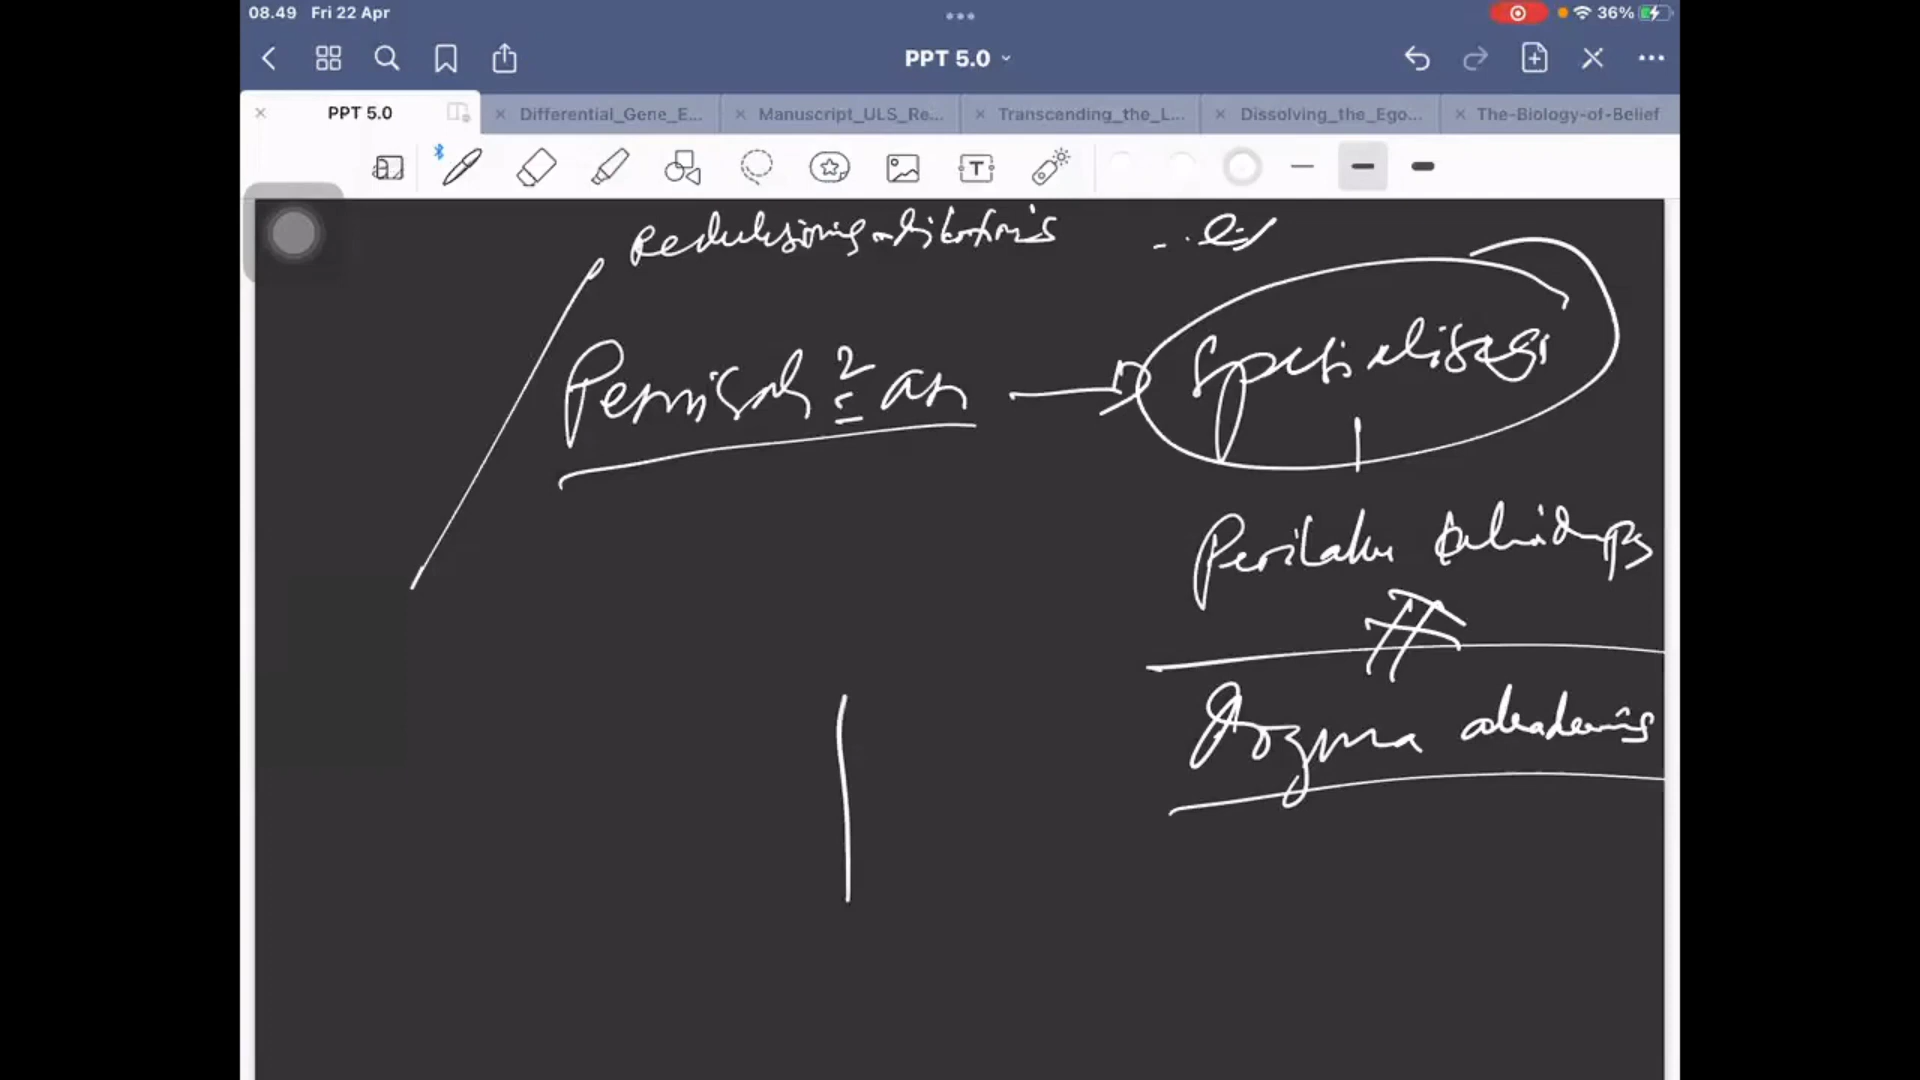 08.49 Fri 22 Apr
36%
PPT 5.0
PPT 5.0
Differential_Gene_E...
Manuscript_ULS_Re...
Transcending_the_L...
Dissolving_the_Ego...
The-Biology-of-Belief
T
Pemisah²an → Spesialisasi
Perilaku
Dogma akademis